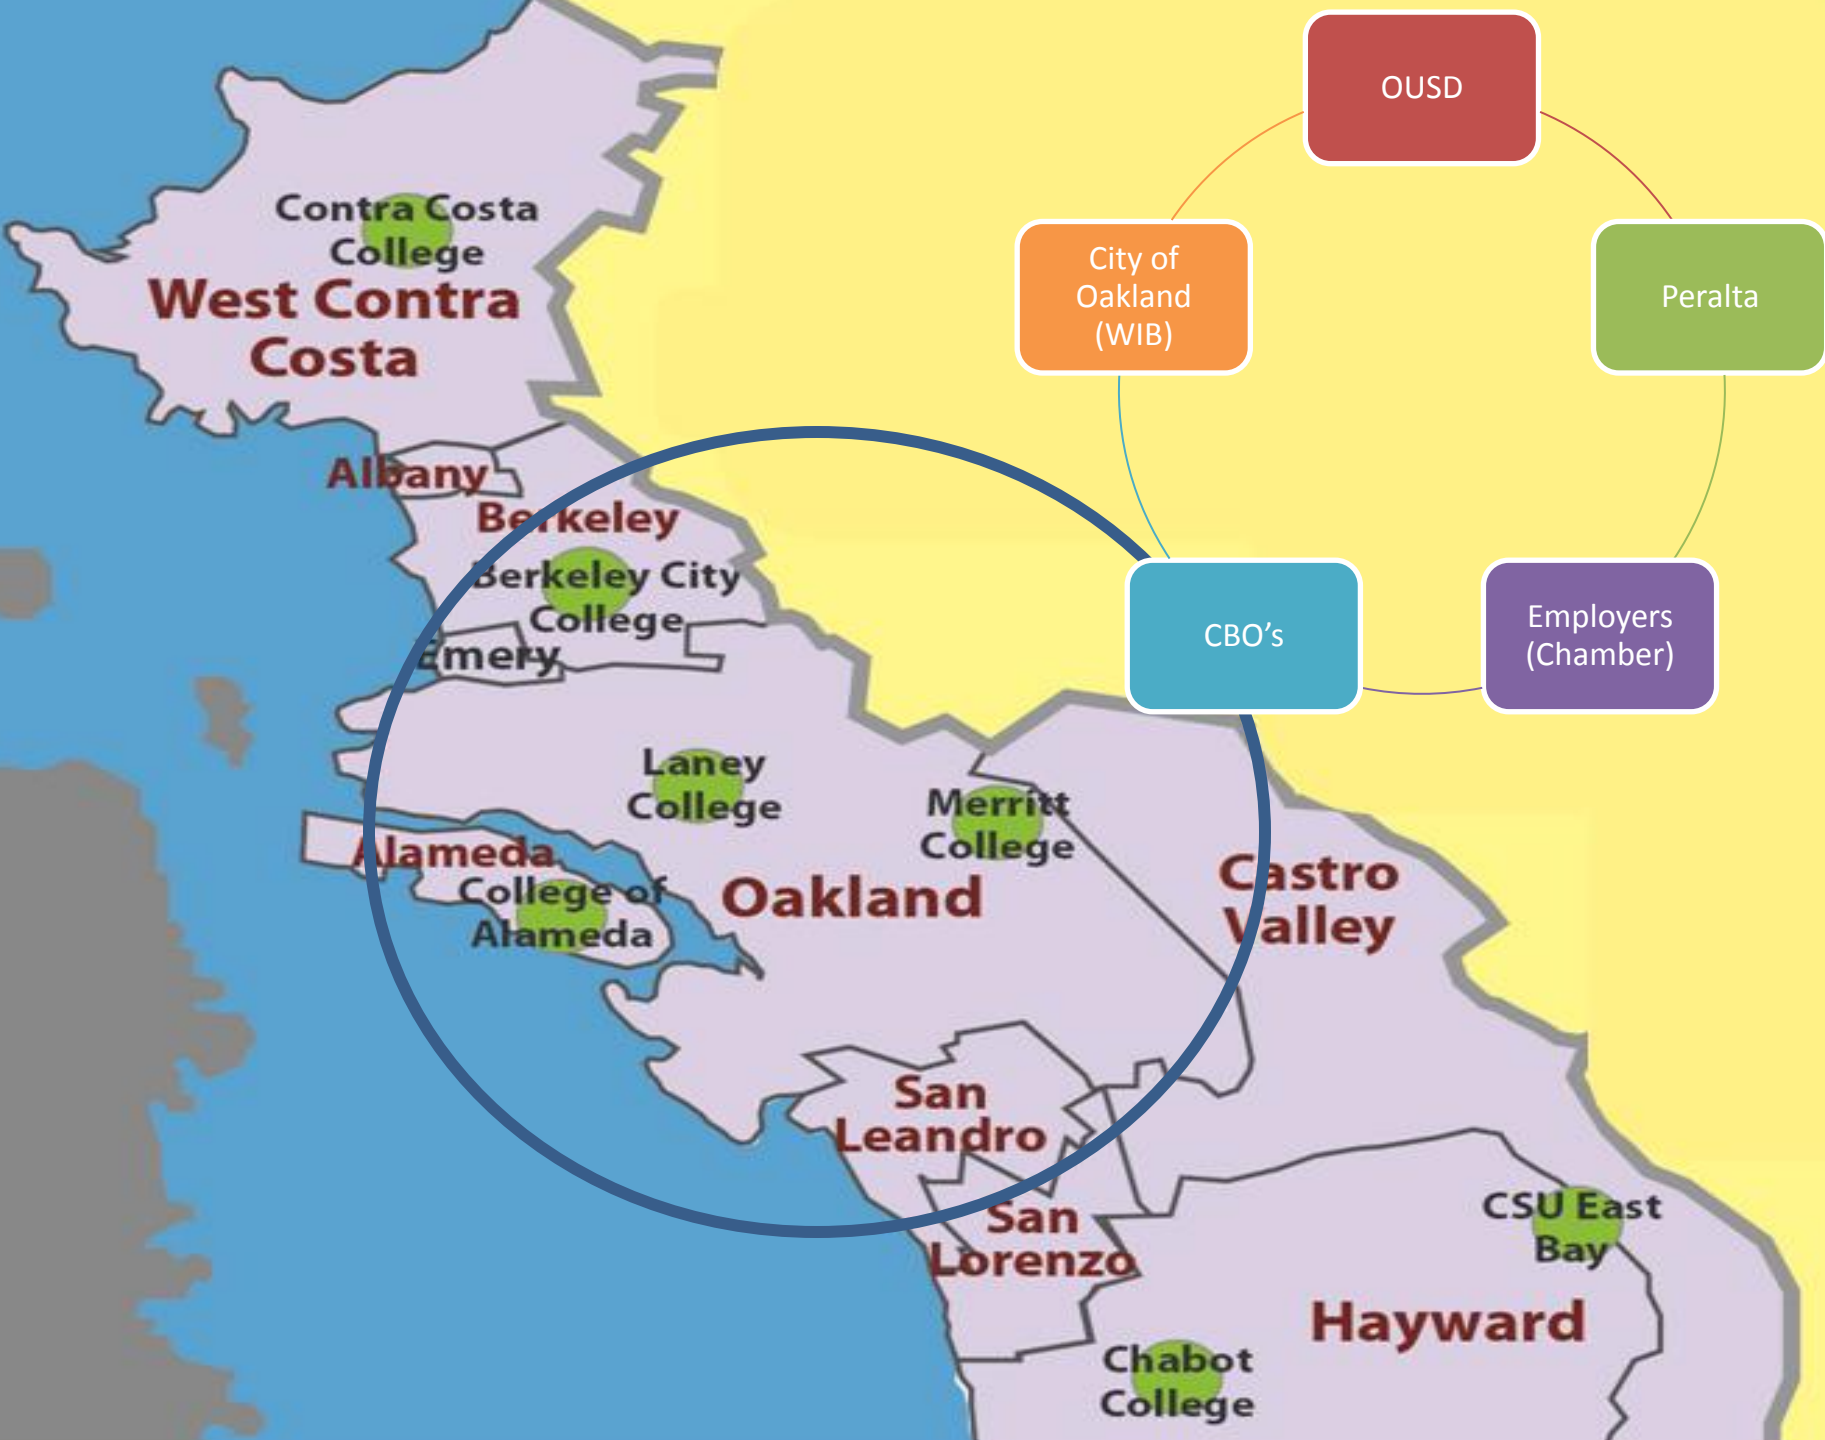 OUSD
City of
Oakland
(WIB)
Peralta
CBO’s
Employers
(Chamber)
Contra Costa
College
West Contra
Costa
Albany
Berkeley
Berkeley City
College
Emery
Laney
College
Merritt
College
Alameda
College of
Alameda
Oakland
Castro
Valley
San
Leandro
San
Lorenzo
CSU East
Bay
Hayward
Chabot
College